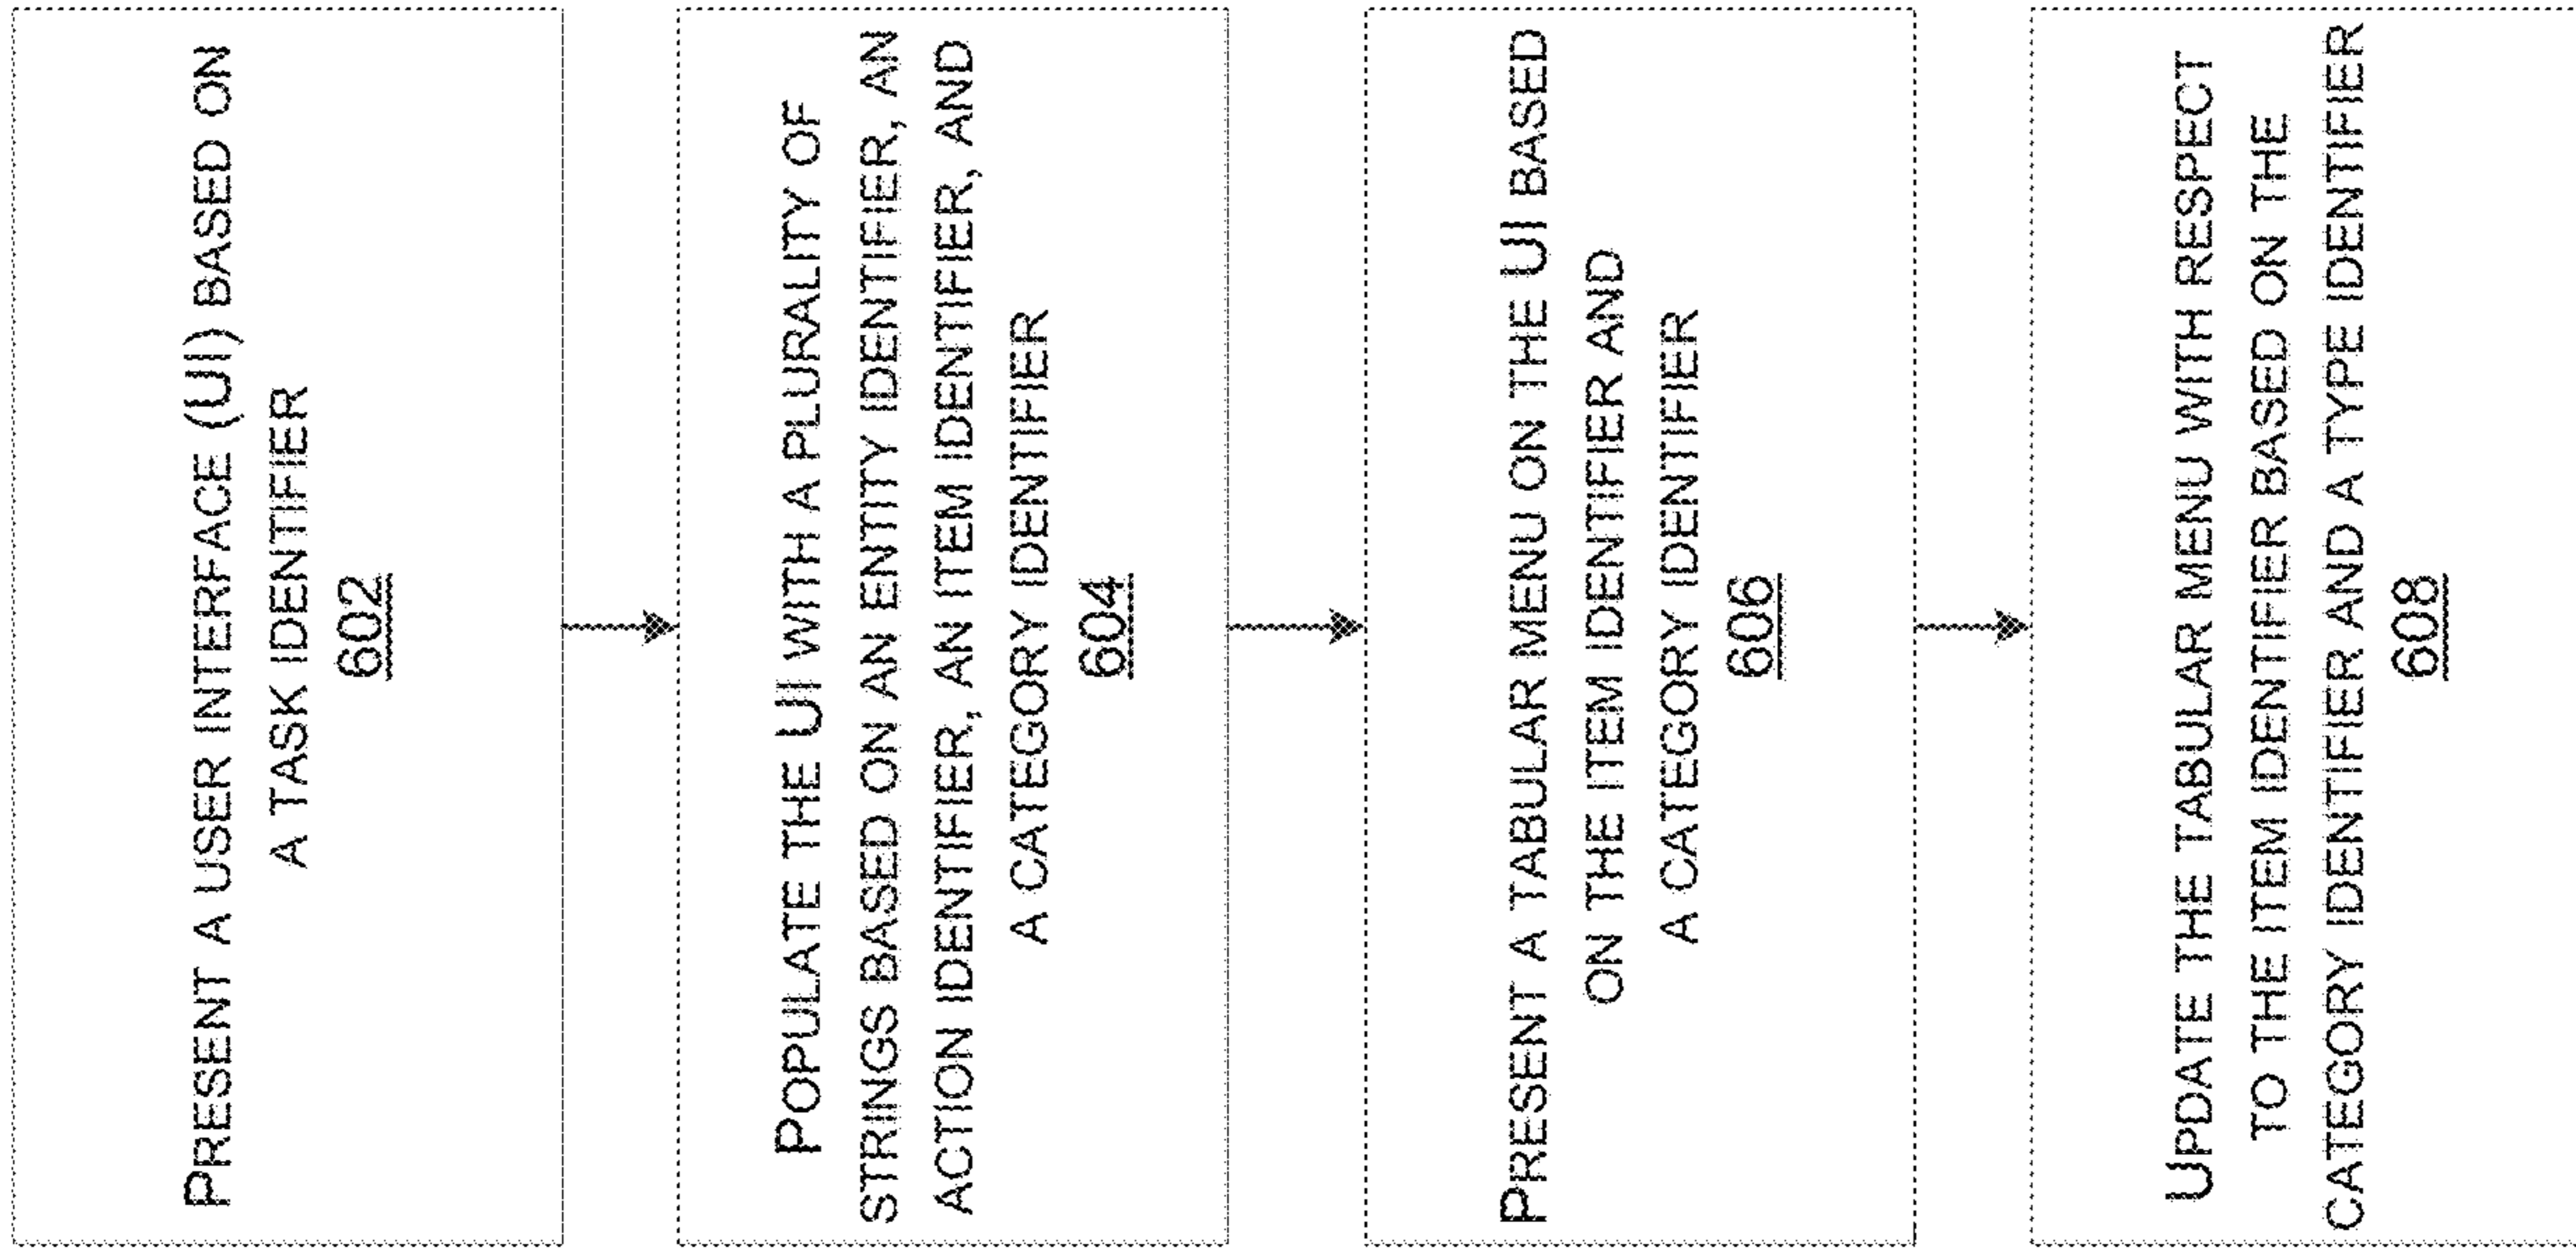 PRESENT A USER INTERFACE (UI) BASED ON
A TASK IDENTIFIER
602
POPULATE THE UI WITH A PLURALITY OF
STRINGS BASED ON AN ENTITY IDENTIFIER, AN
ACTION IDENTIFIER, AN ITEM IDENTIFIER, AND
A CATEGORY IDENTIFIER
604
PRESENT A TABULAR MENU ON THE UI BASED
ON THE ITEM IDENTIFIER AND
A CATEGORY IDENTIFIER
606
UPDATE THE TABULAR MENU WITH RESPECT
TO THE ITEM IDENTIFIER BASED ON THE
CATEGORY IDENTIFIER AND A TYPE IDENTIFIER
608